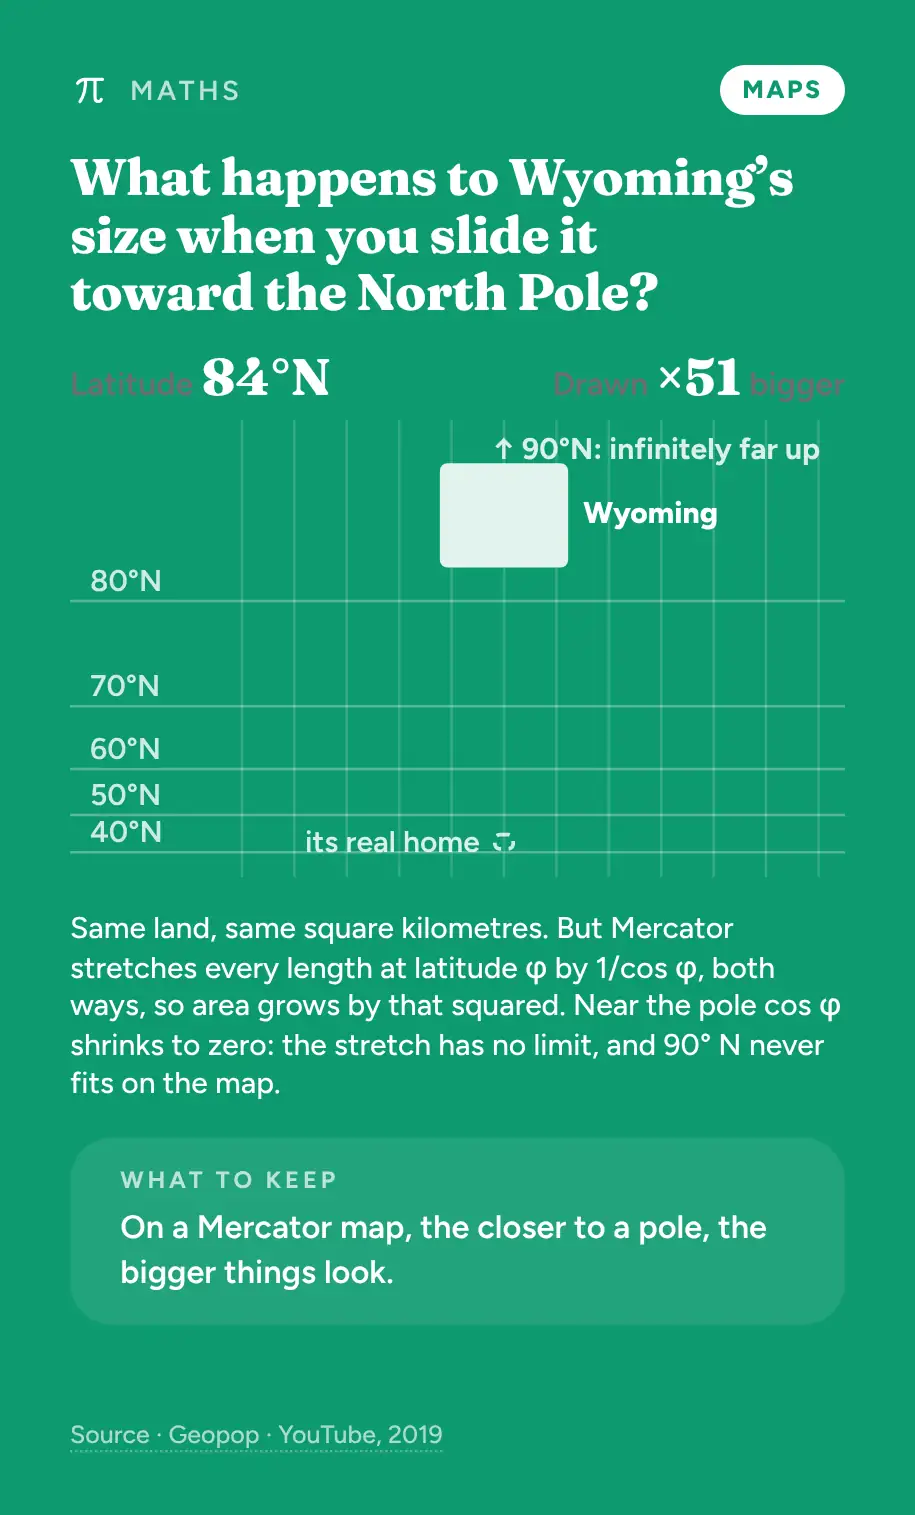 π MATHS
MAPS
What happens to Wyoming’s
size when you slide it
toward the North Pole?
Latitude 84°N
Drawn ×51 bigger
↑ 90°N: infinitely far up
Wyoming
80°N
70°N
60°N
50°N
40°N
its real home
Same land, same square kilometres. But Mercator
stretches every length at latitude φ by 1/cos φ, both
ways, so area grows by that squared. Near the pole cos φ
shrinks to zero: the stretch has no limit, and 90° N never
fits on the map.
WHAT TO KEEP
On a Mercator map, the closer to a pole, the
bigger things look.
Source · Geopop · YouTube, 2019